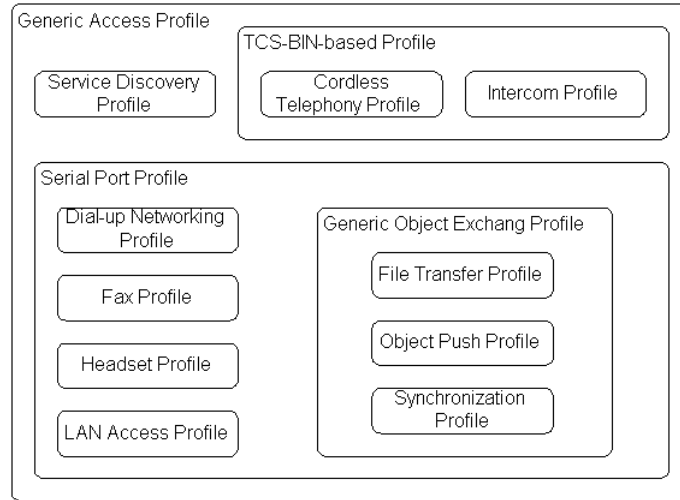 Generic Access Profile
TCS-BIN-based Profile
Service Discovery
Profile
Cordless
Telephony Profile
Intercom Profile
Serial Port Profile
Dial-up Networking
Profile
Fax Profile
Headset Profile
LAN Access Profile
Generic Object Exchang Profile
File Transfer Profile
Object Push Profile
Synchronization
Profile